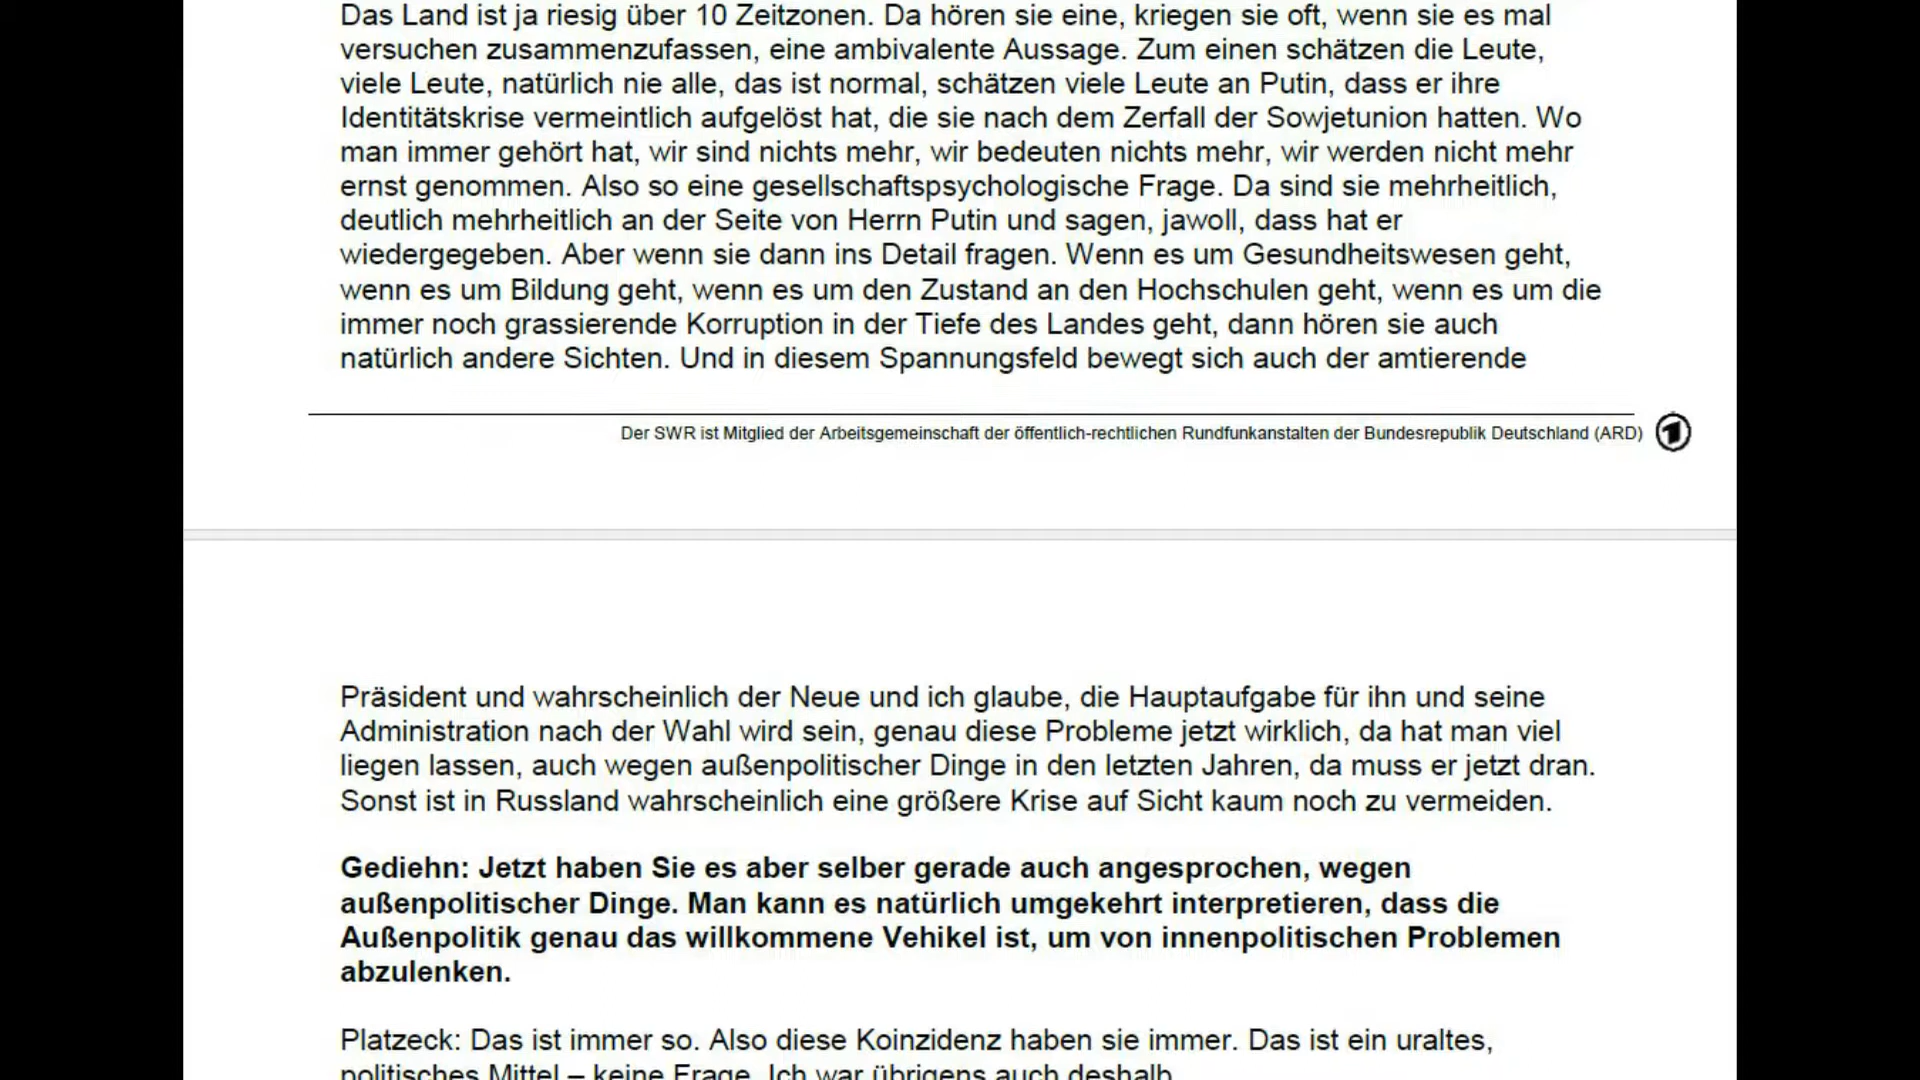 Das Land ist ja riesig über 10 Zeitzonen. Da hören sie eine, kriegen sie oft, wenn sie es mal
versuchen zusammenzufassen, eine ambivalente Aussage. Zum einen schätzen die Leute,
viele Leute, natürlich nie alle, das ist normal, schätzen viele Leute an Putin, dass er ihre
Identitätskrise vermeintlich aufgelöst hat, die sie nach dem Zerfall der Sowjetunion hatten. Wo
man immer gehört hat, wir sind nichts mehr, wir bedeuten nichts mehr, wir werden nicht mehr
ernst genommen. Also so eine gesellschaftspsychologische Frage. Da sind sie mehrheitlich,
deutlich mehrheitlich an der Seite von Herrn Putin und sagen, jawoll, dass hat er
wiedergegeben. Aber wenn sie dann ins Detail fragen. Wenn es um Gesundheitswesen geht,
wenn es um Bildung geht, wenn es um den Zustand an den Hochschulen geht, wenn es um die
immer noch grassierende Korruption in der Tiefe des Landes geht, dann hören sie auch
natürlich andere Sichten. Und in diesem Spannungsfeld bewegt sich auch der amtierende
Der SWR ist Mitglied der Arbeitsgemeinschaft der öffentlich-rechtlichen Rundfunkanstalten der Bundesrepublik Deutschland (ARD)
Präsident und wahrscheinlich der Neue und ich glaube, die Hauptaufgabe für ihn und seine
Administration nach der Wahl wird sein, genau diese Probleme jetzt wirklich, da hat man viel
liegen lassen, auch wegen außenpolitischer Dinge in den letzten Jahren, da muss er jetzt dran.
Sonst ist in Russland wahrscheinlich eine größere Krise auf Sicht kaum noch zu vermeiden.
Gediehn: Jetzt haben Sie es aber selber gerade auch angesprochen, wegen
außenpolitischer Dinge. Man kann es natürlich umgekehrt interpretieren, dass die
Außenpolitik genau das willkommene Vehikel ist, um von innenpolitischen Problemen
abzulenken.
Platzeck: Das ist immer so. Also diese Koinzidenz haben sie immer. Das ist ein uraltes,
politisches Mittel – keine Frage. Ich war übrigens auch deshalb